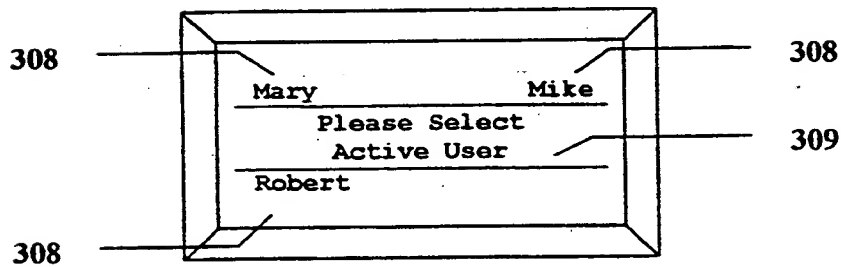 308 308
Mary Mike
Please Select
Active User
309
Robert
308